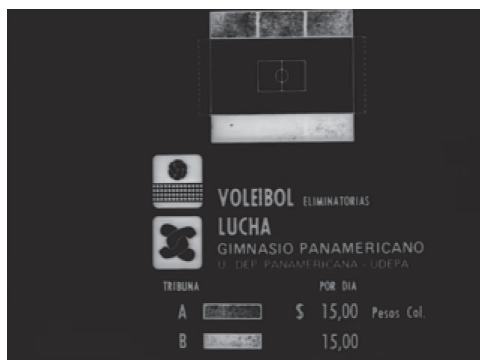 VOLEIBOL ELIMINATORIAS
LUCHA
GIMNASIO PANAMERICANO
U. DEP. PANAMERICANA - UDEPA
TRIBUNA POR DIA
A $ 15,00 Pesos Col.
B 15,00